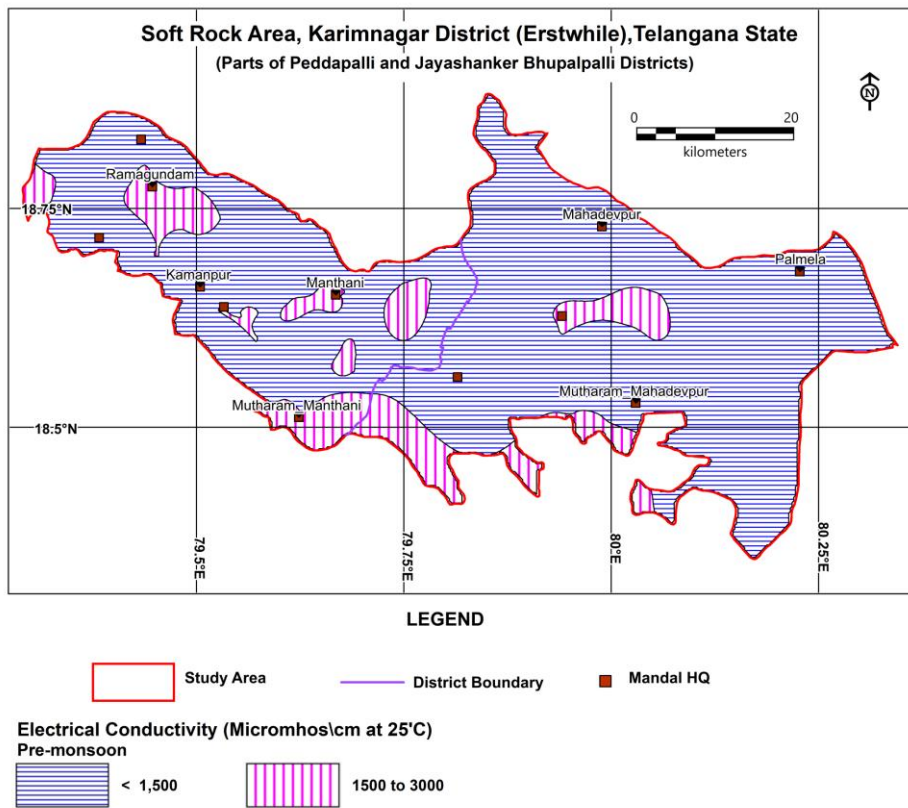 Soft Rock Area, Karimnagar District (Erstwhile),Telangana State
(Parts of Peddapalli and Jayashanker Bhupalpalli Districts)
N
0 20
kilometers
Ramagundam
18.75°N
Mahadevpur
Palmela
Kamanpur
Manthani
Mutharam_Manthani
Mutharam_Mahadevpur
18.5°N
79.5°E
79.75°E
80°E
80.25°E
LEGEND
Study Area
District Boundary
Mandal HQ
Electrical Conductivity (Micromhos\cm at 25'C)
Pre-monsoon
< 1,500
1500 to 3000